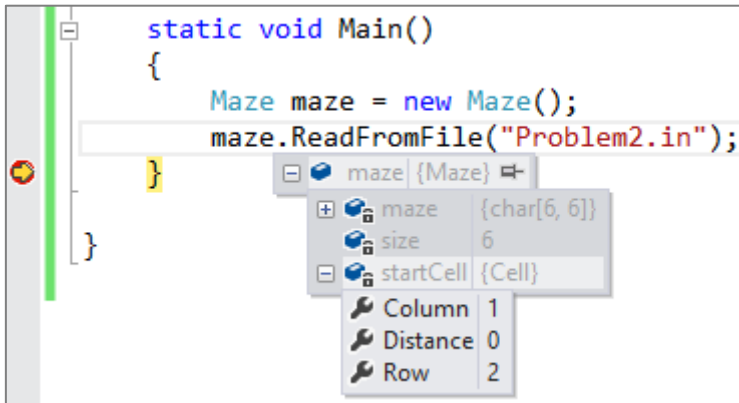 static void Main()
{
Maze maze = new Maze();
maze.ReadFromFile("Problem2.in");
}
maze {Maze}
maze {char[6, 6]}
size 6
startCell {Cell}
Column 1
Distance 0
Row 2
}